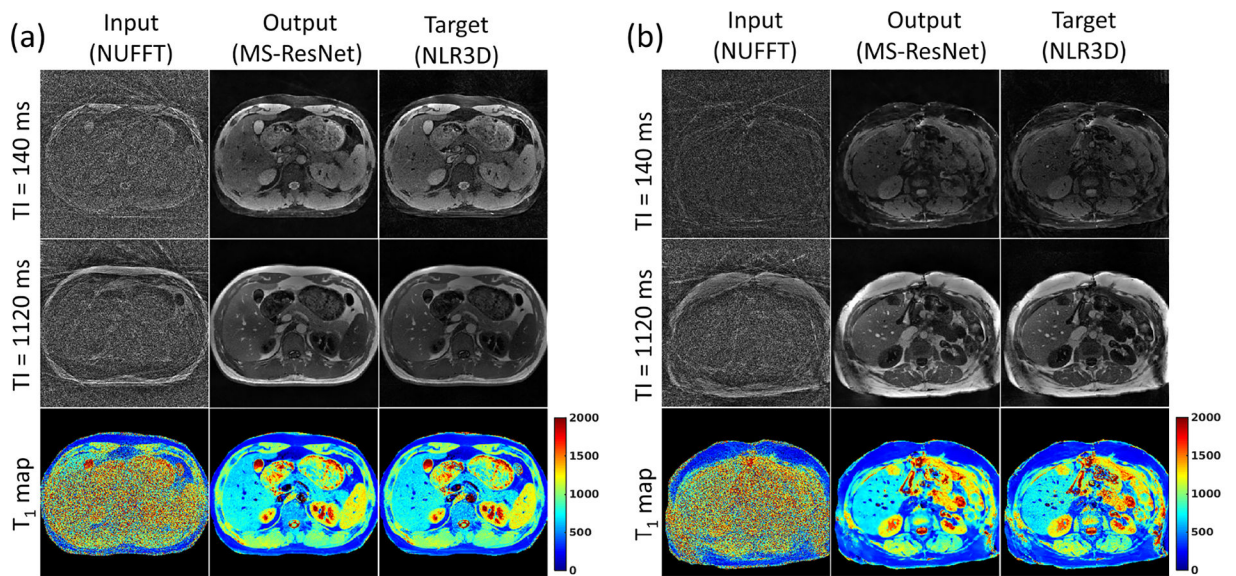 (a)
Input
(NUFFT)
Output
(MS-ResNet)
Target
(NLR3D)
TI = 140 ms
TI = 1120 ms
T₁ map
2000
1500
1000
500
0
(b)
Input
(NUFFT)
Output
(MS-ResNet)
Target
(NLR3D)
TI = 140 ms
TI = 1120 ms
T₁ map
2000
1500
1000
500
0